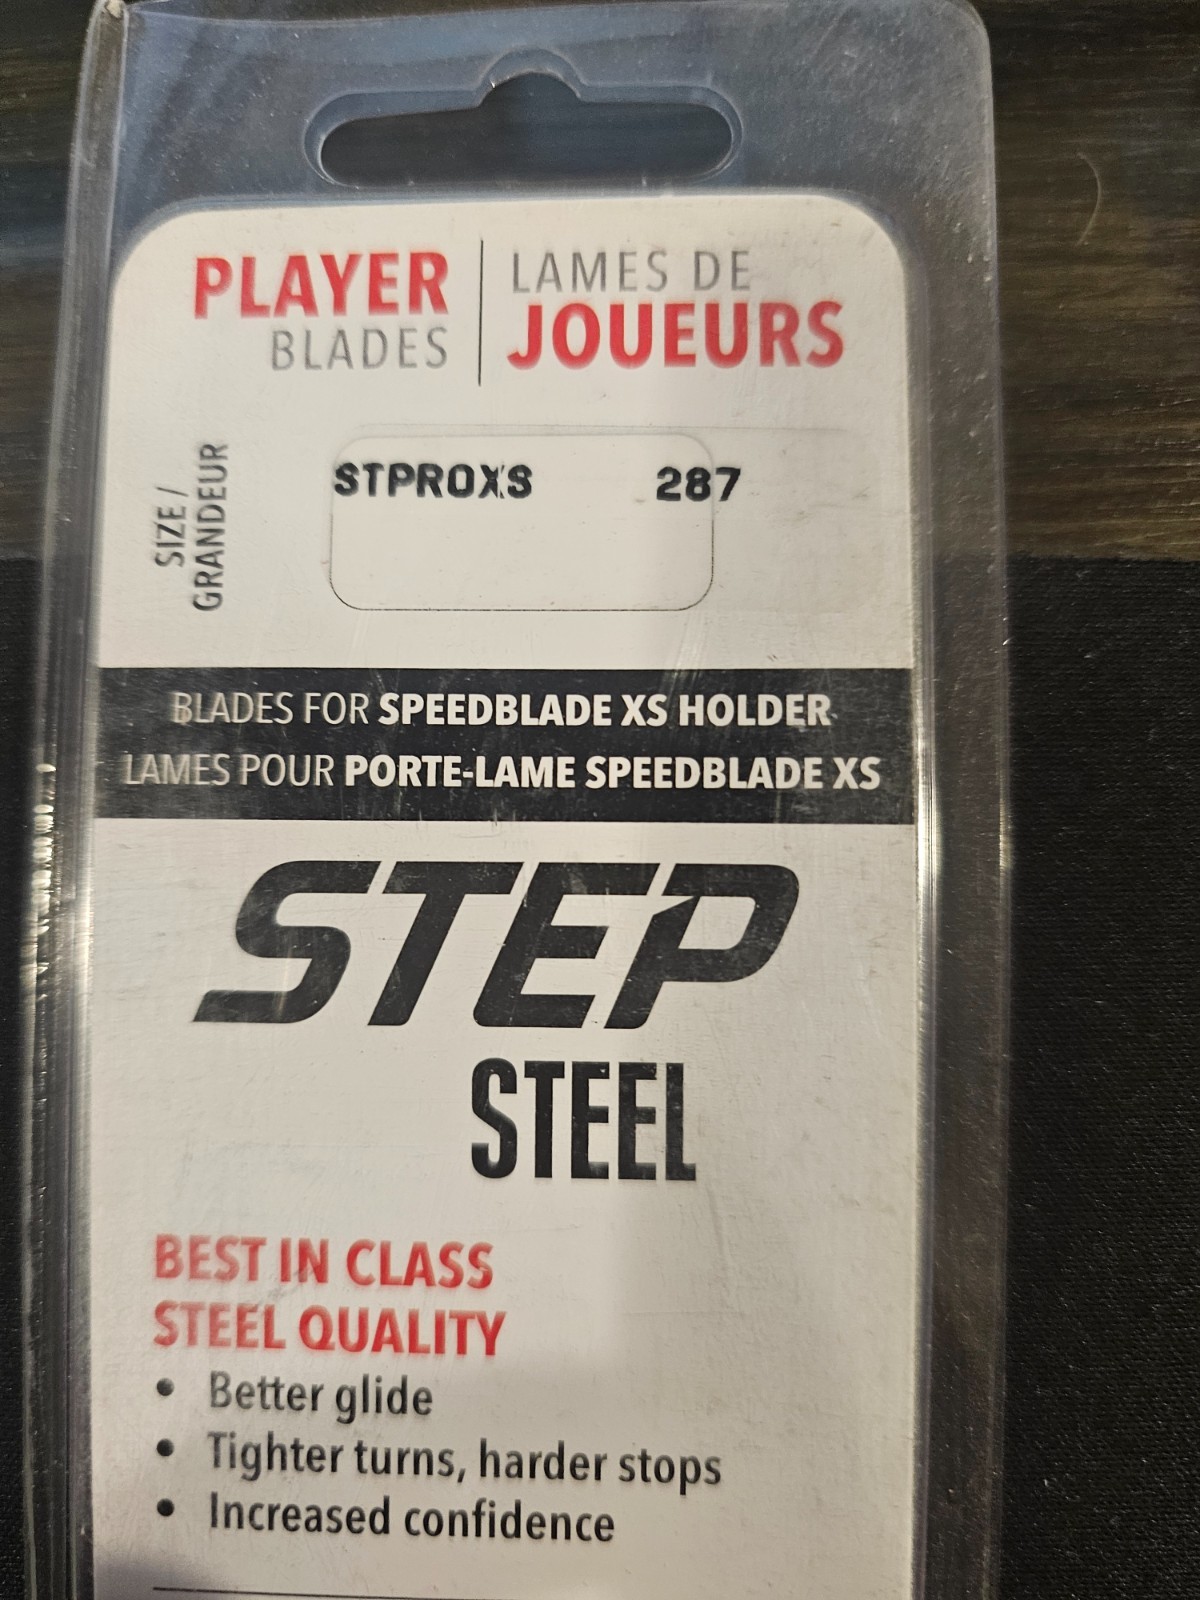 PLAYER
BLADES
LAMES DE
JOUEURS
SIZE /
GRANDEUR
STPROXS 287
BLADES FOR SPEEDBLADE XS HOLDER
LAMES POUR PORTE-LAME SPEEDBLADE XS
STEP
STEEL
BEST IN CLASS
STEEL QUALITY
• Better glide
• Tighter turns, harder stops
• Increased confidence